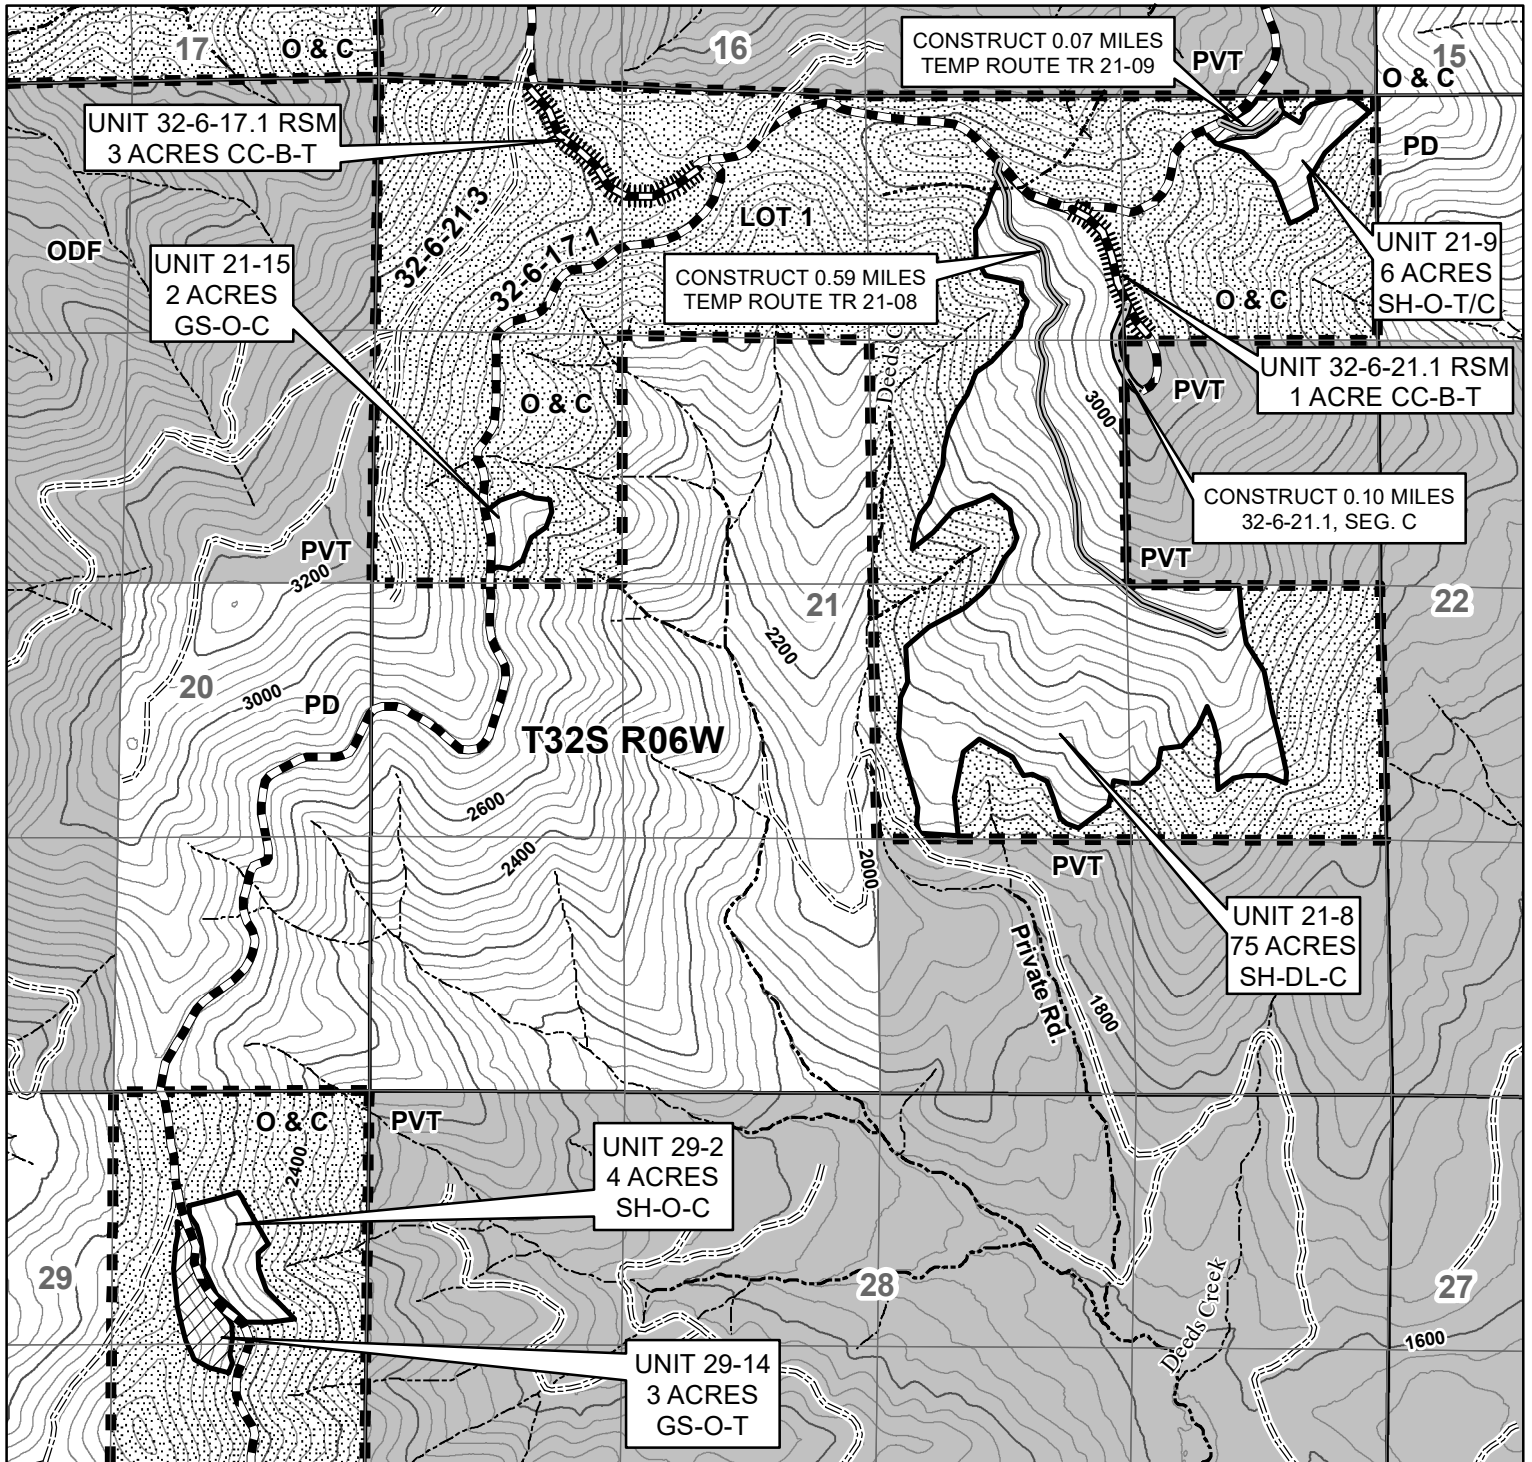 17
O & C
16
CONSTRUCT 0.07 MILES
TEMP ROUTE TR 21-09
PVT
15
O & C
UNIT 32-6-17.1 RSM
3 ACRES CC-B-T
PD
ODF
32-6-21.3
32-6-17.1
LOT 1
UNIT 21-15
2 ACRES
GS-O-C
CONSTRUCT 0.59 MILES
TEMP ROUTE TR 21-08
UNIT 21-9
6 ACRES
SH-O-T/C
O & C
Deeds C
UNIT 32-6-21.1 RSM
1 ACRE CC-B-T
PVT
O & C
3000
CONSTRUCT 0.10 MILES
32-6-21.1, SEG. C
PVT
3200
PVT
21
22
2200
20
3000
PD
T32S R06W
2600
2400
2000
PVT
UNIT 21-8
75 ACRES
SH-DL-C
Private Rd.
1800
O & C
PVT
2400
UNIT 29-2
4 ACRES
SH-O-C
29
28
Deeds Creek
27
1600
UNIT 29-14
3 ACRES
GS-O-T